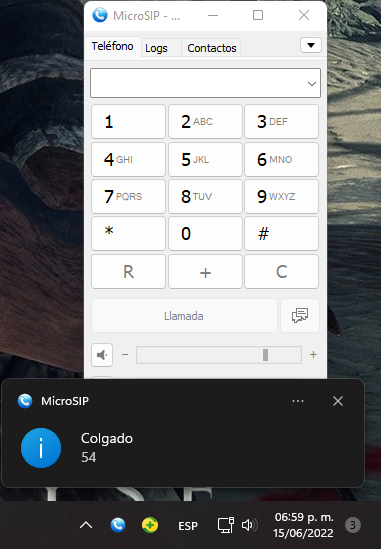 MicroSIP - ...
Teléfono Logs Contactos
1 2 ABC 3 DEF
4 GHI 5 JKL 6 MNO
7 PQRS 8 TUV 9 WXYZ
* 0 #
R + C
Llamada
− +
MicroSIP ...
Colgado
54
ESP 06:59 p. m. 3
15/06/2022